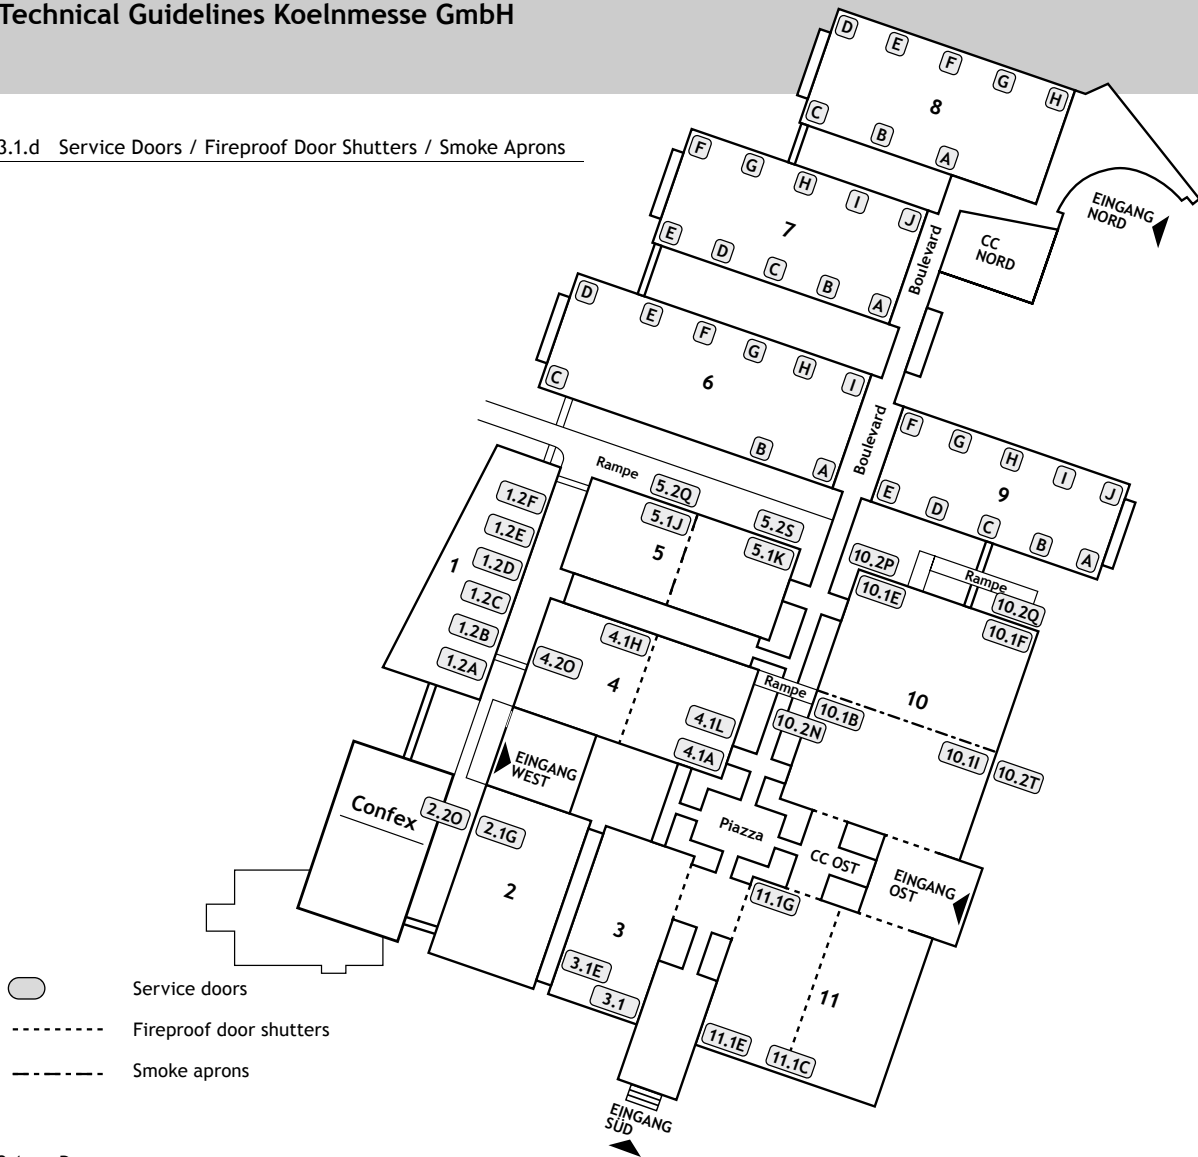 Technical Guidelines Koelnmesse GmbH
3.1.d Service Doors / Fireproof Door Shutters / Smoke Aprons
D
E
F
G
H
8
C
B
A
EINGANG
NORD
F
G
H
I
J
7
E
D
C
B
A
Boulevard
CC
NORD
D
E
F
G
H
I
6
C
B
A
Boulevard
F
G
H
I
J
9
E
D
C
B
A
Rampe
5.2Q
5.1J
5.2S
5.1K
5
1.2F
1.2E
1.2D
1.2C
1.2B
1.2A
1
10.2P
10.1E
Rampe
10.2Q
10.1F
10
4.1H
4.2O
4
4.1L
4.1A
Rampe
10.2N
10.1B
10.1I
10.2T
EINGANG
WEST
Confex
2.2O
2.1G
2
Piazza
CC OST
EINGANG
OST
11.1G
3
3.1E
3.1
11
11.1E
11.1C
EINGANG
SÜD
Service doors
Fireproof door shutters
Smoke aprons